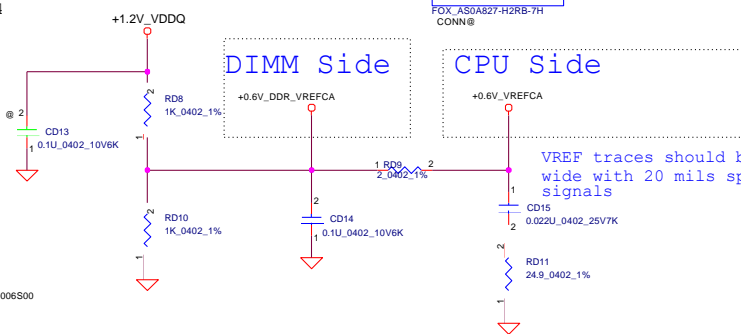 FOX_AS0A827-H2RB-7H
CONN@
+1.2V_VDDQ
DIMM Side
CPU Side
+0.6V_DDR_VREFCA
+0.6V_VREFCA
2
RD8
1K_0402_1%
1
@
2
CD13
1
0.1U_0402_10V6K
1 RD9 2
2_0402_1%
VREF traces should b
wide with 20 mils sp
signals
2
RD10
1K_0402_1%
1
2
CD14
1
0.1U_0402_10V6K
1
CD15
0.022U_0402_25V7K
2
2
RD11
24.9_0402_1%
1
006S00